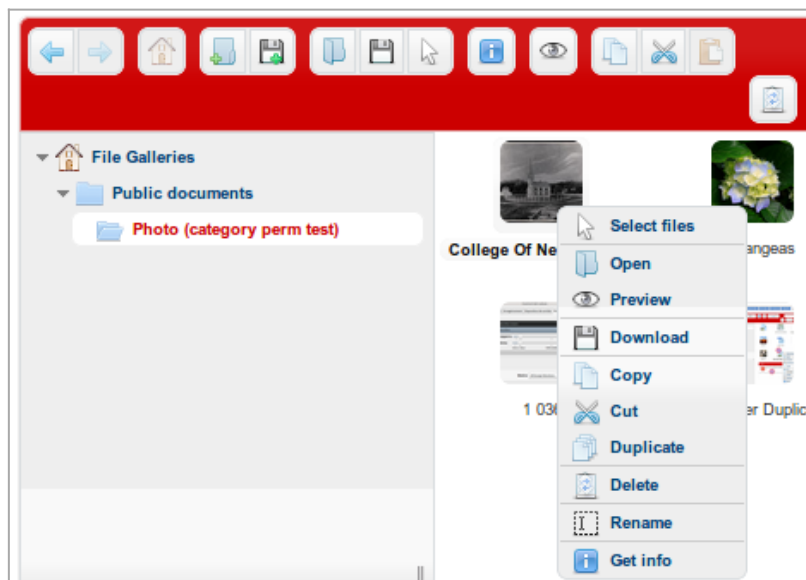 File Galleries
Public documents
Photo (category perm test)
College Of Ne
angeas
1 036
er Duplic
Select files
Open
Preview
Download
Copy
Cut
Duplicate
Delete
Rename
Get info